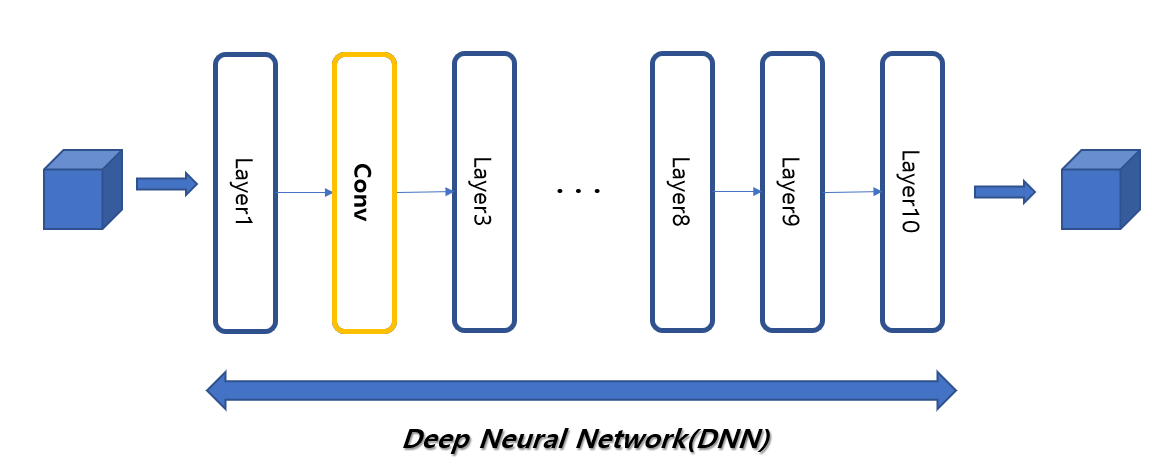 Layer1
Conv
Layer3
. . .
Layer8
Layer9
Layer10
Deep Neural Network(DNN)